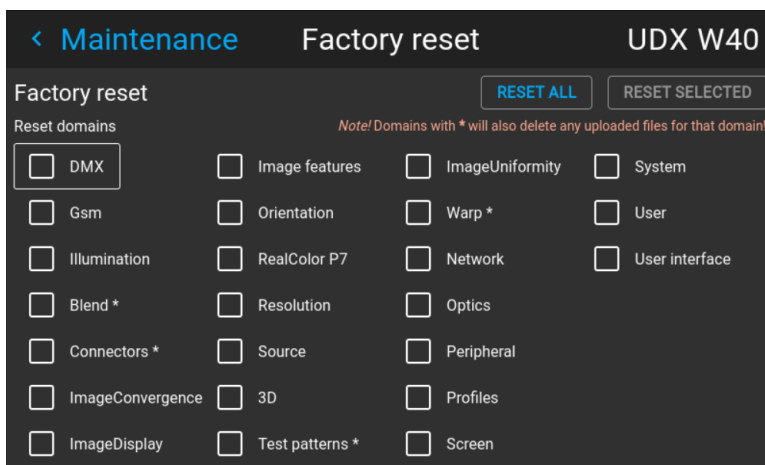 Maintenance Factory reset UDX W40
Factory reset RESET ALL RESET SELECTED
Reset domains Note! Domains with * will also delete any uploaded files for that domain!
DMX Image features ImageUniformity System
Gsm Orientation Warp * User
Illumination RealColor P7 Network User interface
Blend * Resolution Optics
Connectors * Source Peripheral
ImageConvergence 3D Profiles
ImageDisplay Test patterns * Screen